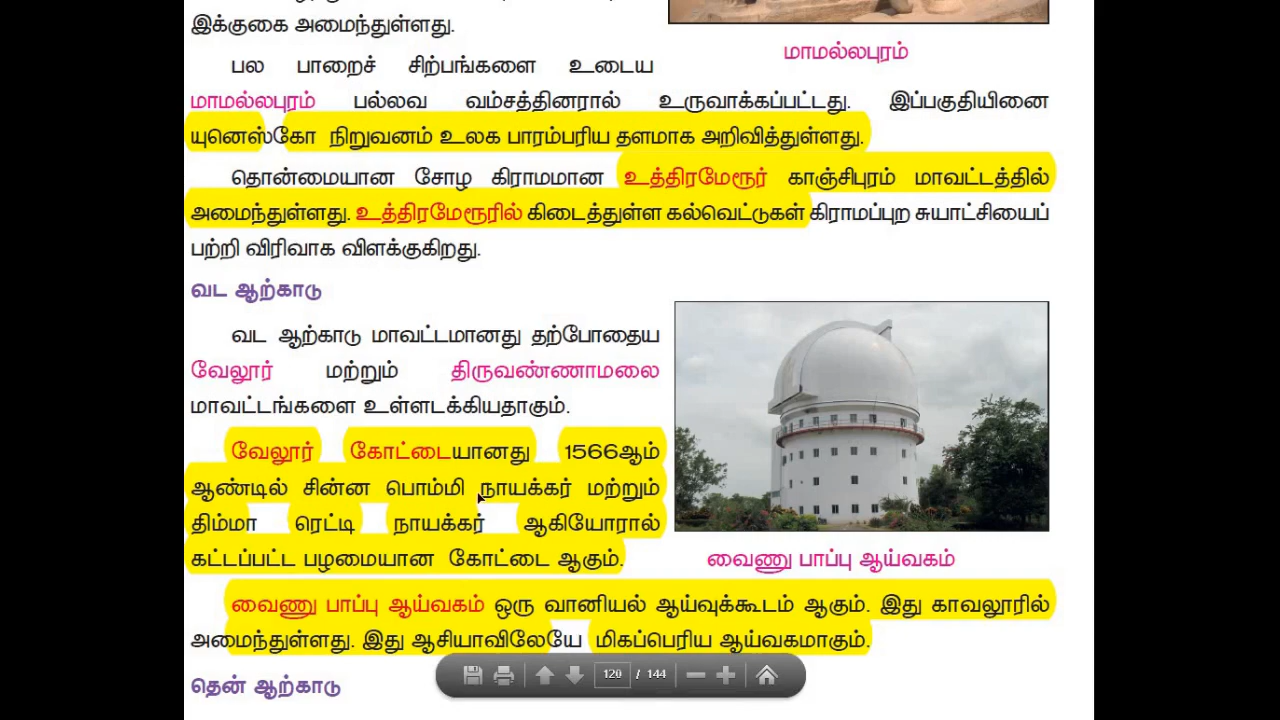 இக்குகை அமைந்துள்ளது.
மாமல்லபுரம்
பல பாறைச் சிற்பங்களை உடைய
மாமல்லபுரம் பல்லவ வம்சத்தினரால் உருவாக்கப்பட்டது. இப்பகுதியினை
யுனெஸ்கோ நிறுவனம் உலக பாரம்பரிய தளமாக அறிவித்துள்ளது.
தொன்மையான சோழ கிராமமான உத்திரமேரூர் காஞ்சிபுரம் மாவட்டத்தில்
அமைந்துள்ளது. உத்திரமேரூரில் கிடைத்துள்ள கல்வெட்டுகள் கிராமப்புற சுயாட்சியைப்
பற்றி விரிவாக விளக்குகிறது.
வட ஆற்காடு
வட ஆற்காடு மாவட்டமானது தற்போதைய
வேலூர் மற்றும் திருவண்ணாமலை
மாவட்டங்களை உள்ளடக்கியதாகும்.
வேலூர் கோட்டையானது 1566ஆம்
ஆண்டில் சின்ன பொம்மி நாயக்கர் மற்றும்
திம்மா ரெட்டி நாயக்கர் ஆகியோரால்
கட்டப்பட்ட பழமையான கோட்டை ஆகும்.
வைணு பாப்பு ஆய்வகம்
வைணு பாப்பு ஆய்வகம் ஒரு வானியல் ஆய்வுக்கூடம் ஆகும். இது காவலூரில்
அமைந்துள்ளது. இது ஆசியாவிலேயே மிகப்பெரிய ஆய்வகமாகும்.
தென் ஆற்காடு
120 / 144